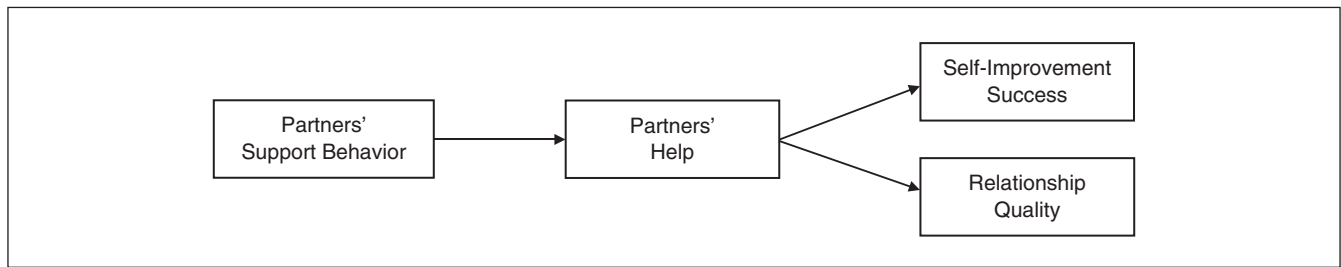 Partners'
Support Behavior
Partners'
Help
Self-Improvement
Success
Relationship
Quality